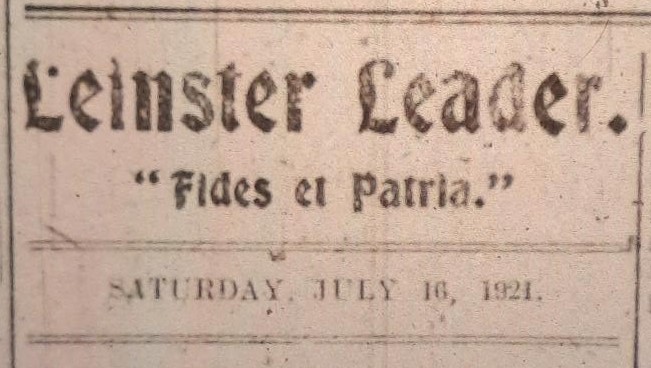 Leinster Leader.
“Fides et Patria.”
SATURDAY, JULY 16, 1921.